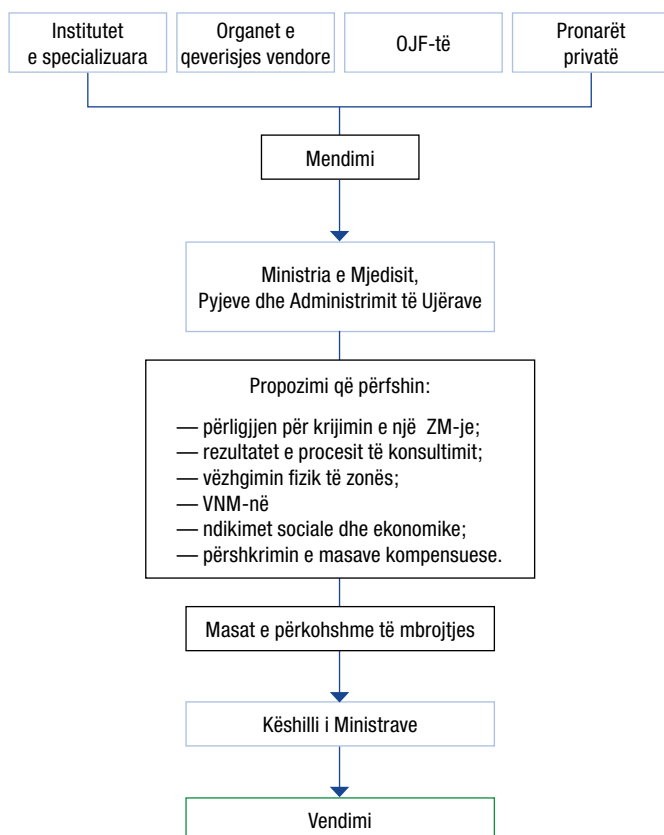 Institutet
e specializuara
Organet e
qeverisjes vendore
OJF-të
Pronarët
privatë
Mendimi
Ministria e Mjedisit,
Pyjeve dhe Administrimit të Ujërave
Propozimi që përfshin:
— përligjjen për krijimin e një ZM-je;
— rezultatet e procesit të konsultimit;
— vëzhgimin fizik të zonës;
— VNM-në
— ndikimet sociale dhe ekonomike;
— përshkrimin e masave kompensuese.
Masat e përkohshme të mbrojtjes
Këshilli i Ministrave
Vendimi